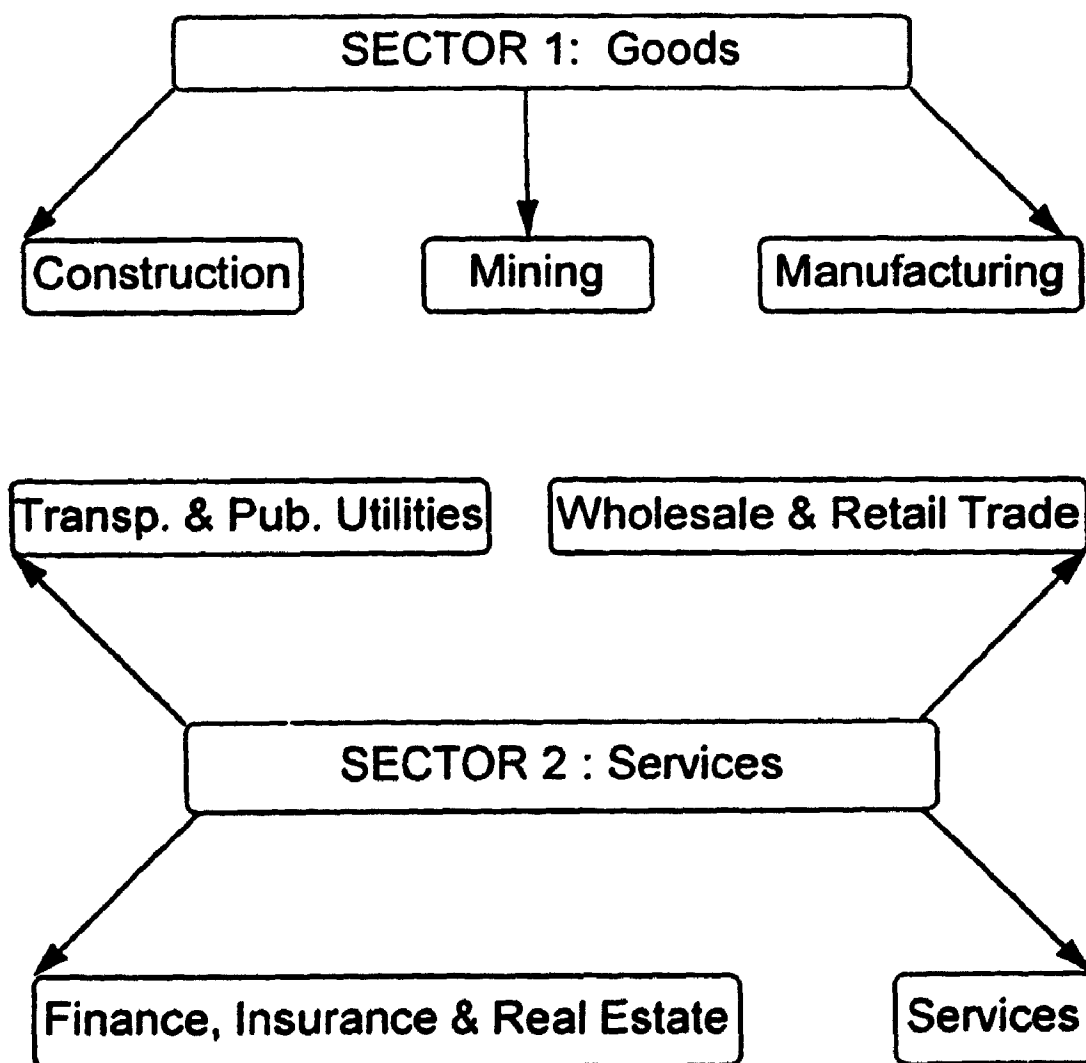 SECTOR 1: Goods
Construction
Mining
Manufacturing
Transp. & Pub. Utilities
Wholesale & Retail Trade
SECTOR 2 : Services
Finance, Insurance & Real Estate
Services